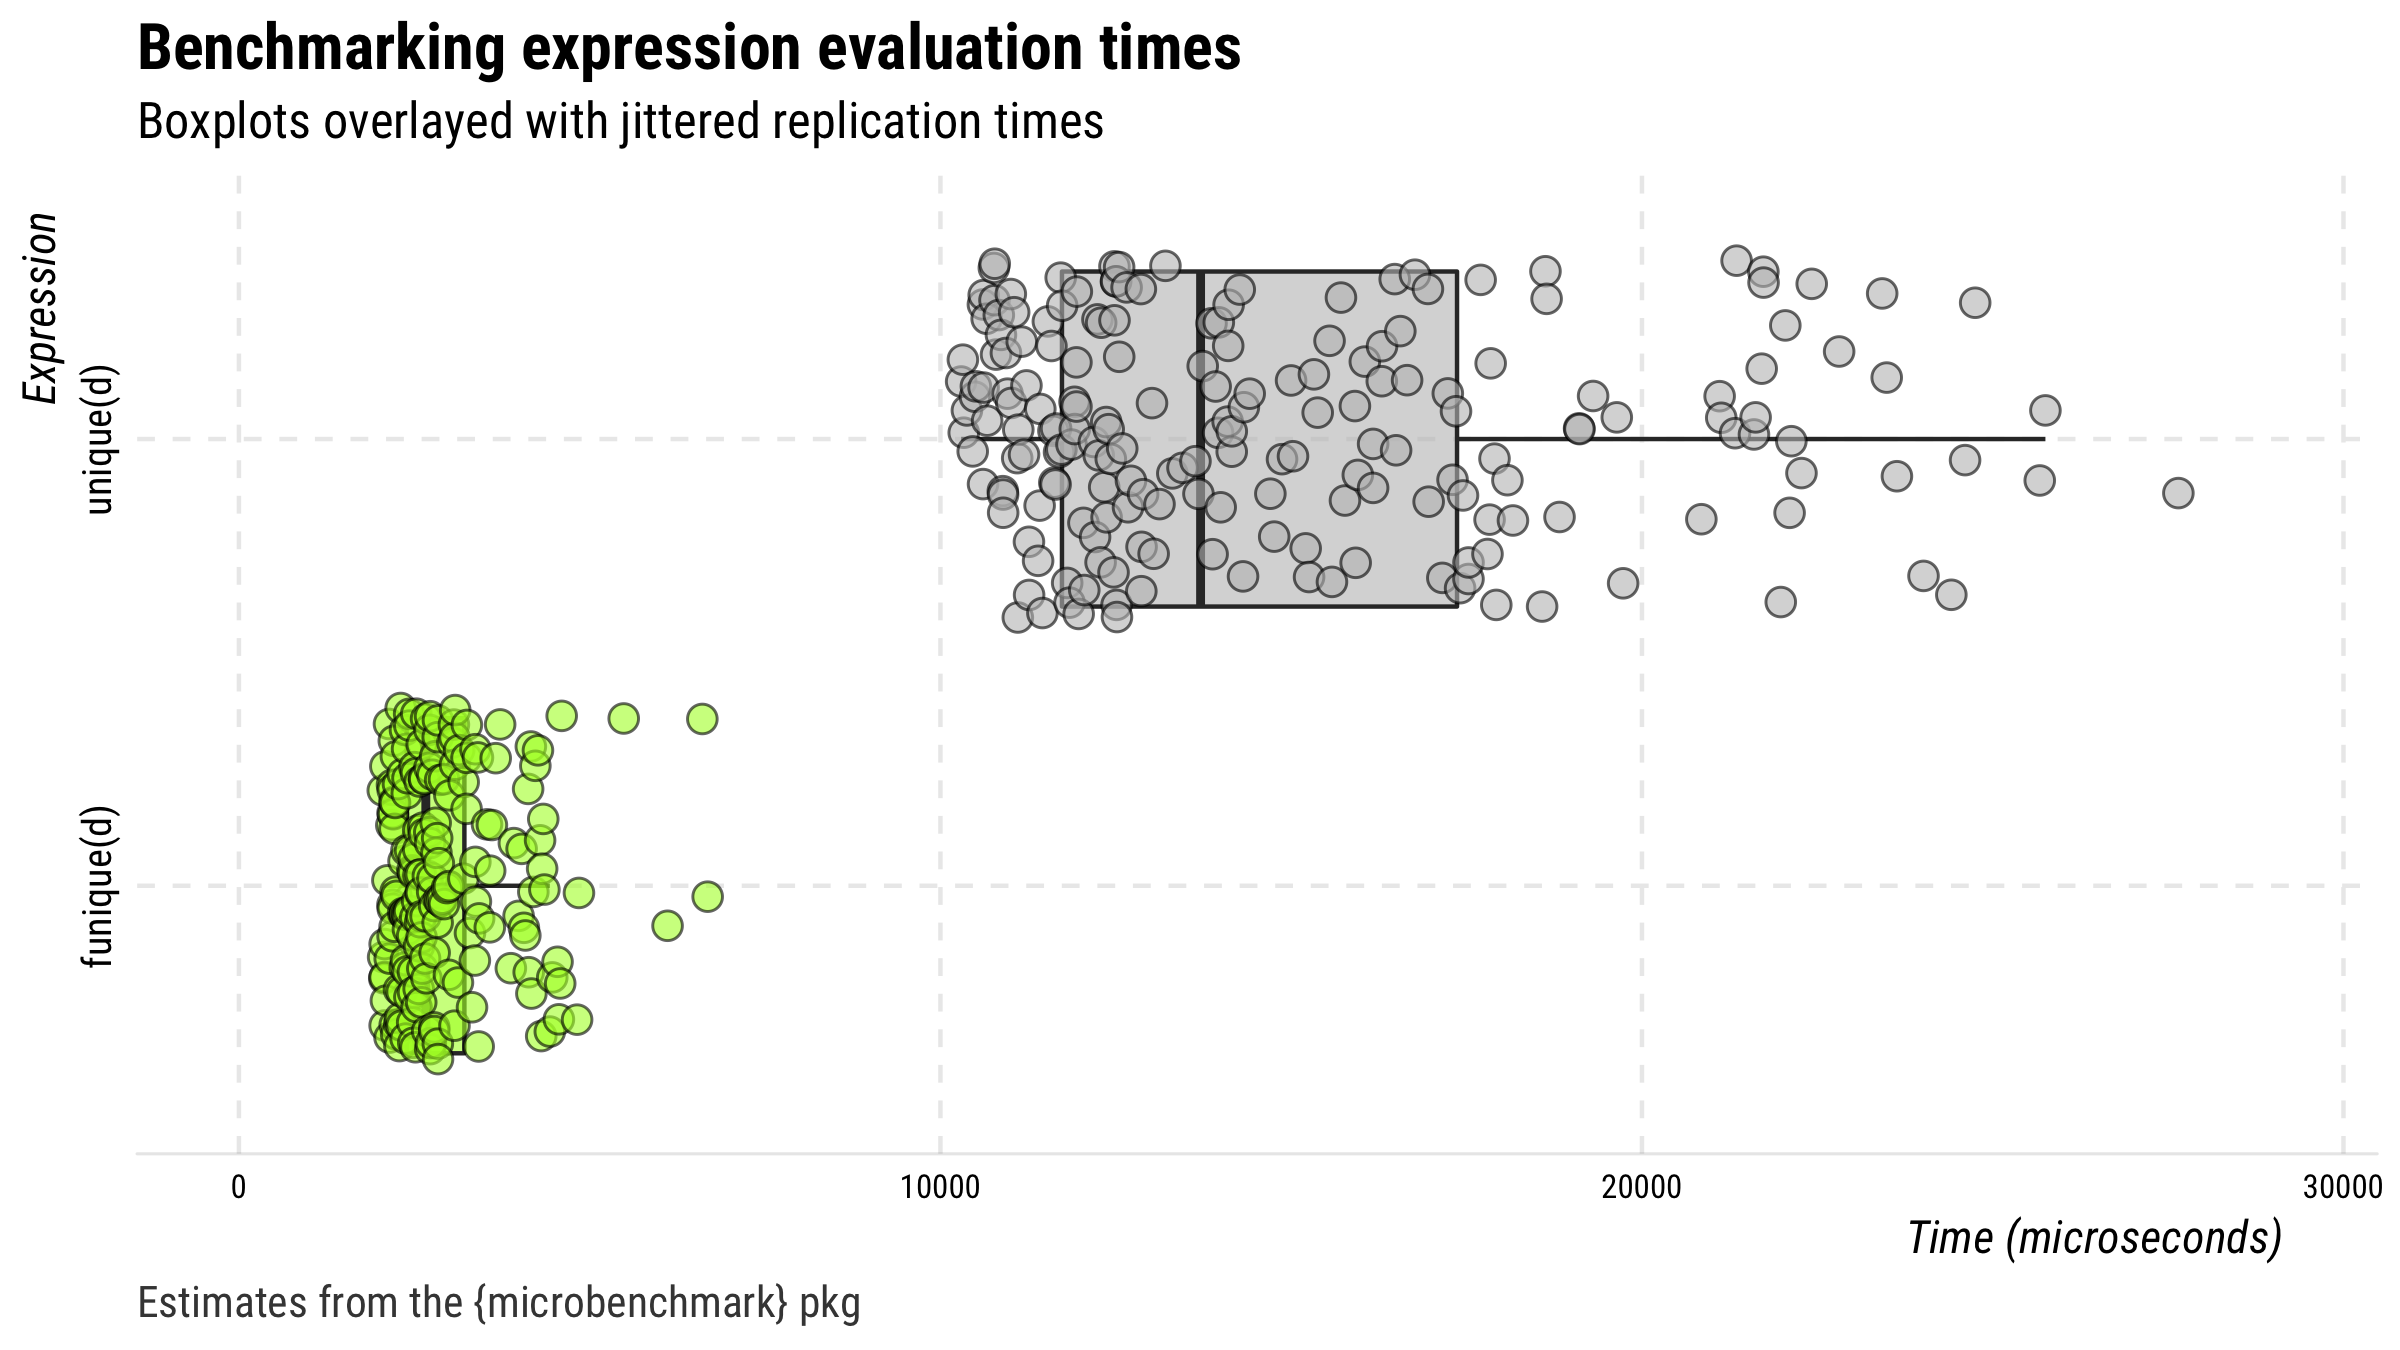 Benchmarking expression evaluation times
Boxplots overlayed with jittered replication times
Expression
unique(d)
funique(d)
0
10000
20000
30000
Time (microseconds)
Estimates from the {microbenchmark} pkg